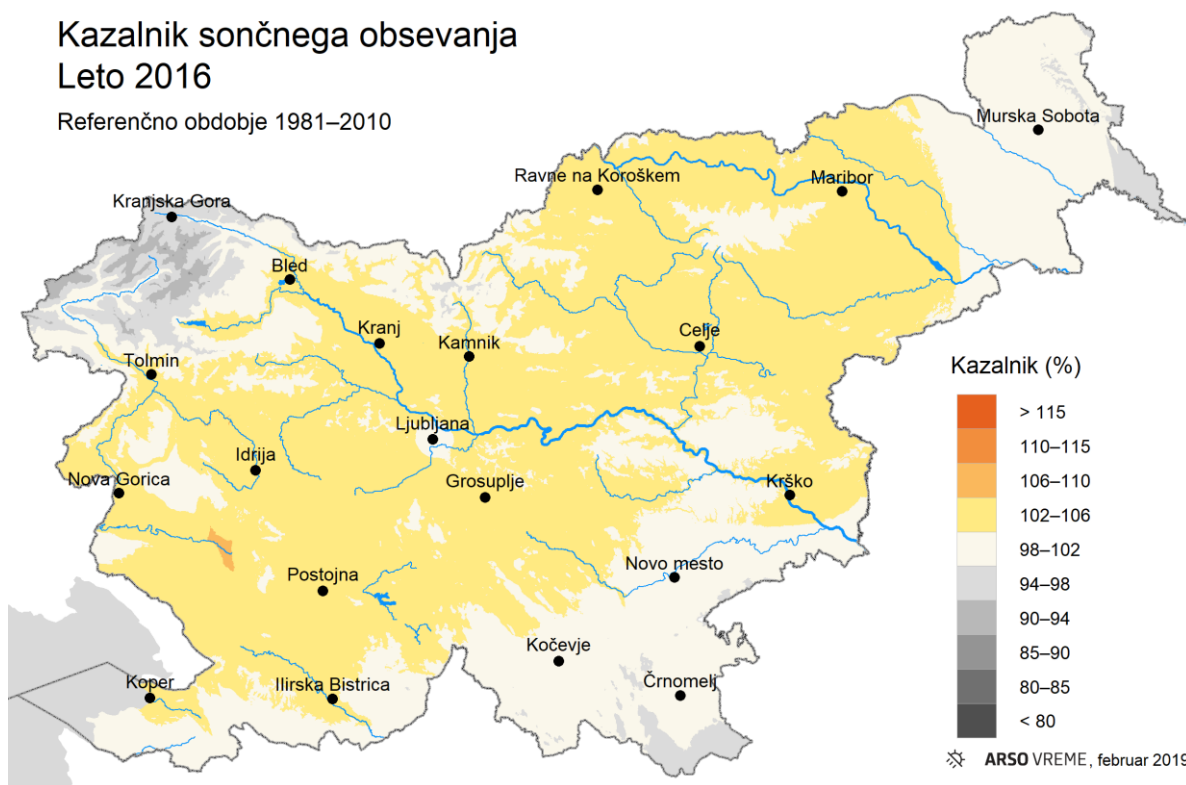 Kazalnik sončnega obsevanja
Leto 2016
Referenčno obdobje 1981–2010
Murska Sobota
Ravne na Koroškem
Maribor
Kranjska Gora
Bled
Kranj
Kamnik
Celje
Tolmin
Ljubljana
Idrija
Nova Gorica
Grosuplje
Krško
Postojna
Novo mesto
Kočevje
Koper
Ilirska Bistrica
Črnomelj
Kazalnik (%)
> 115
110–115
106–110
102–106
98–102
94–98
90–94
85–90
80–85
< 80
ARSO VREME, februar 2019